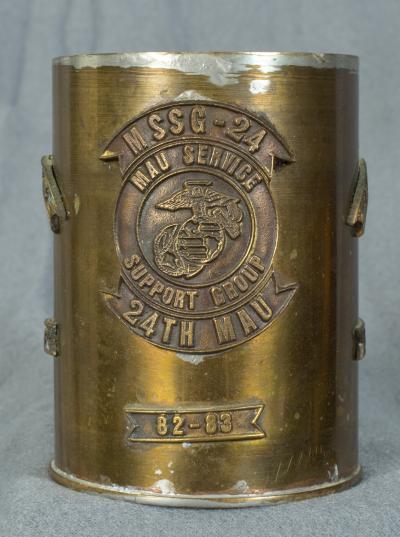 MSSG-24
MAU SERVICE
SUPPORT GROUP
24TH MAU
82-83